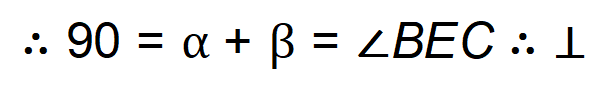 ∴ 90 = α + β = ∠BEC ∴ ⊥